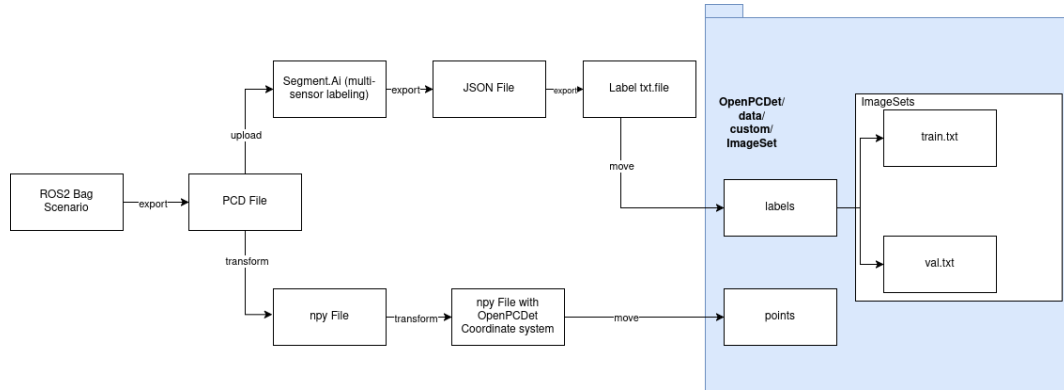 ImageSets
Segment.Ai (multi-
sensor labeling)
export
JSON File
export
Label txt.file
OpenPCDet/
data/
custom/
ImageSet
train.txt
upload
move
ROS2 Bag
Scenario
export
PCD File
labels
transform
val.txt
npy File
transform
npy File with
OpenPCDet
Coordinate system
move
points